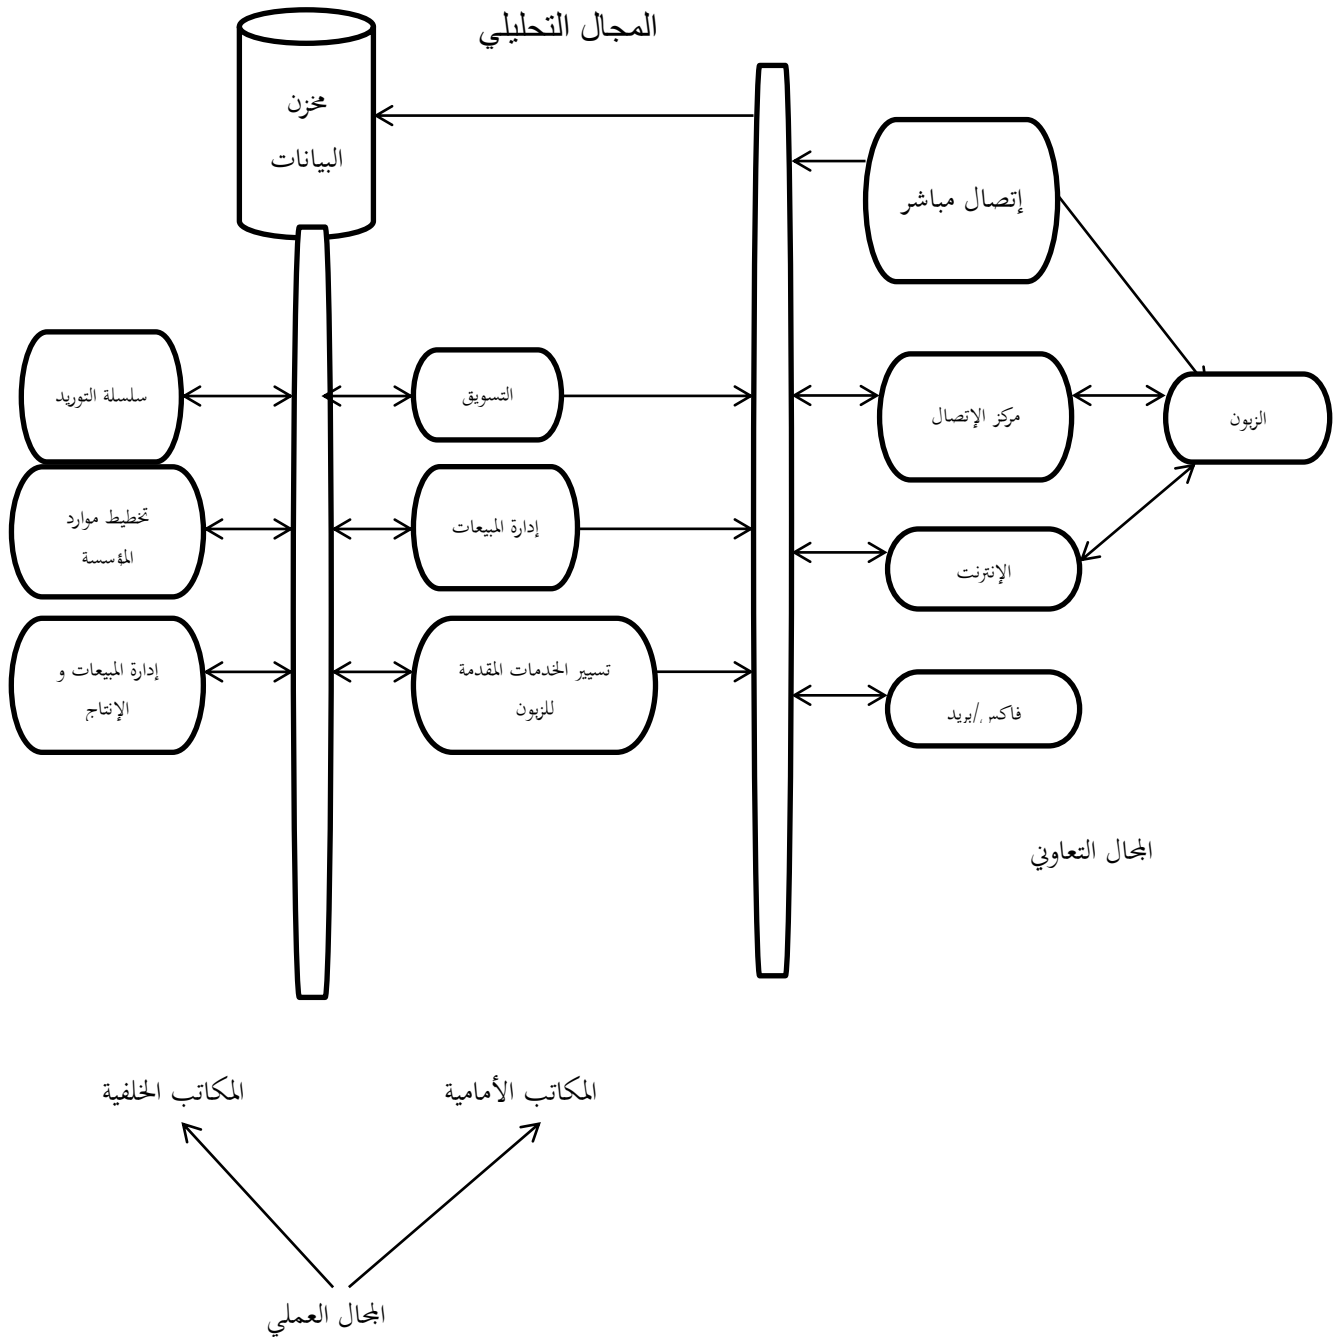 المجال التحليلي
مخزن
البيانات
إتصال مباشر
الزبون
مركز الإتصال
التسويق
سلسلة التوريد
إدارة المبيعات
تخطيط موارد
المؤسسة
الإنترنت
تسيير الخدمات المقدمة
للزبون
إدارة المبيعات و
الإنتاج
فاكس/بريد
المجال التعاوني
المكاتب الأمامية
المكاتب الخلفية
المجال العملي